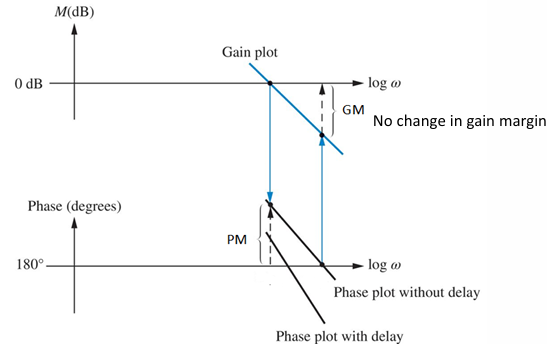 M(dB)
Gain plot
0 dB
log ω
GM
No change in gain margin
Phase (degrees)
PM
180°
log ω
Phase plot without delay
Phase plot with delay